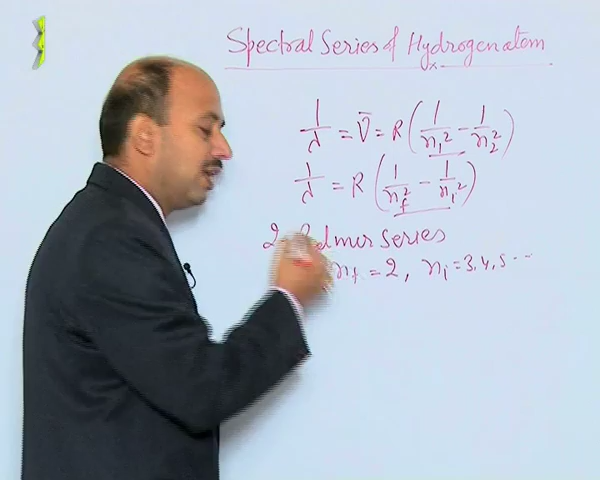 Spectral Series of Hydrogen atom
1/λ = ν̄ = R (1/n₁² − 1/n₂²)
1/λ = R (1/n_f² − 1/n_i²)
2. Balmer series
n_f = 2, n_i = 3, 4, 5 ...